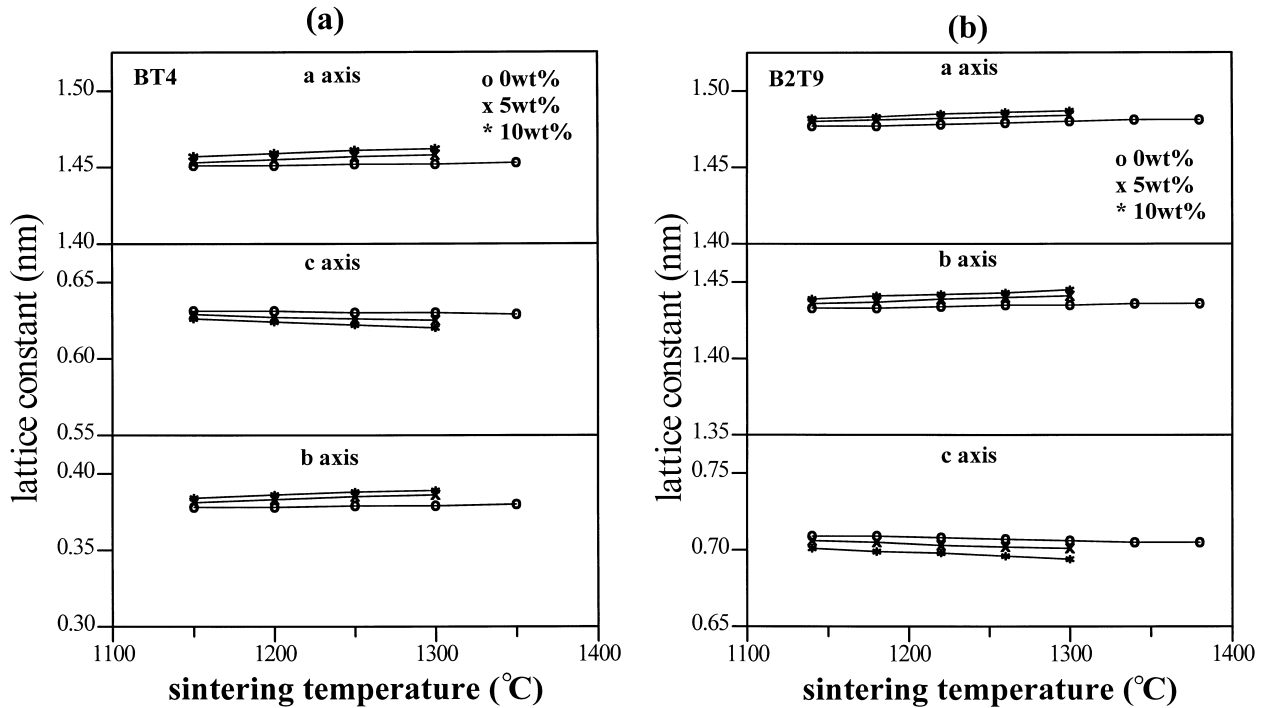 (a)
BT4
a axis
o 0wt%
x 5wt%
* 10wt%
1.50
1.45
1.40
c axis
0.65
0.60
0.55
b axis
0.40
0.35
0.30
1100
1200
1300
1400
lattice constant (nm)
sintering temperature (℃)
(b)
B2T9
a axis
o 0wt%
x 5wt%
* 10wt%
1.50
1.45
1.40
b axis
1.45
1.40
1.35
c axis
0.75
0.70
0.65
1100
1200
1300
1400
lattice constant (nm)
sintering temperature (℃)